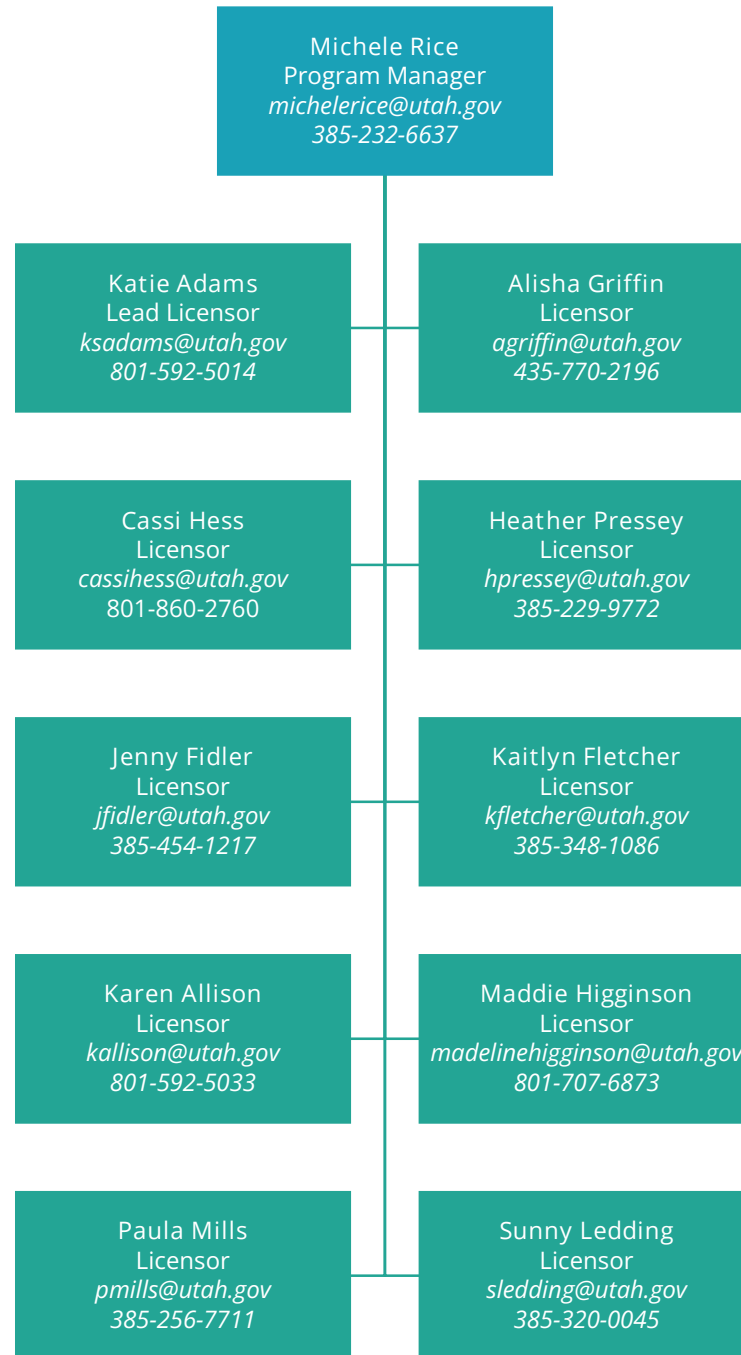 Michele Rice
Program Manager
michelerice@utah.gov
385-232-6637
Katie Adams
Lead Licensor
ksadams@utah.gov
801-592-5014
Alisha Griffin
Licensor
agriffin@utah.gov
435-770-2196
Cassi Hess
Licensor
cassihess@utah.gov
801-860-2760
Heather Pressey
Licensor
hpressey@utah.gov
385-229-9772
Jenny Fidler
Licensor
jfidler@utah.gov
385-454-1217
Kaitlyn Fletcher
Licensor
kfletcher@utah.gov
385-348-1086
Karen Allison
Licensor
kallison@utah.gov
801-592-5033
Maddie Higginson
Licensor
madelinehigginson@utah.gov
801-707-6873
Paula Mills
Licensor
pmills@utah.gov
385-256-7711
Sunny Ledding
Licensor
sledding@utah.gov
385-320-0045